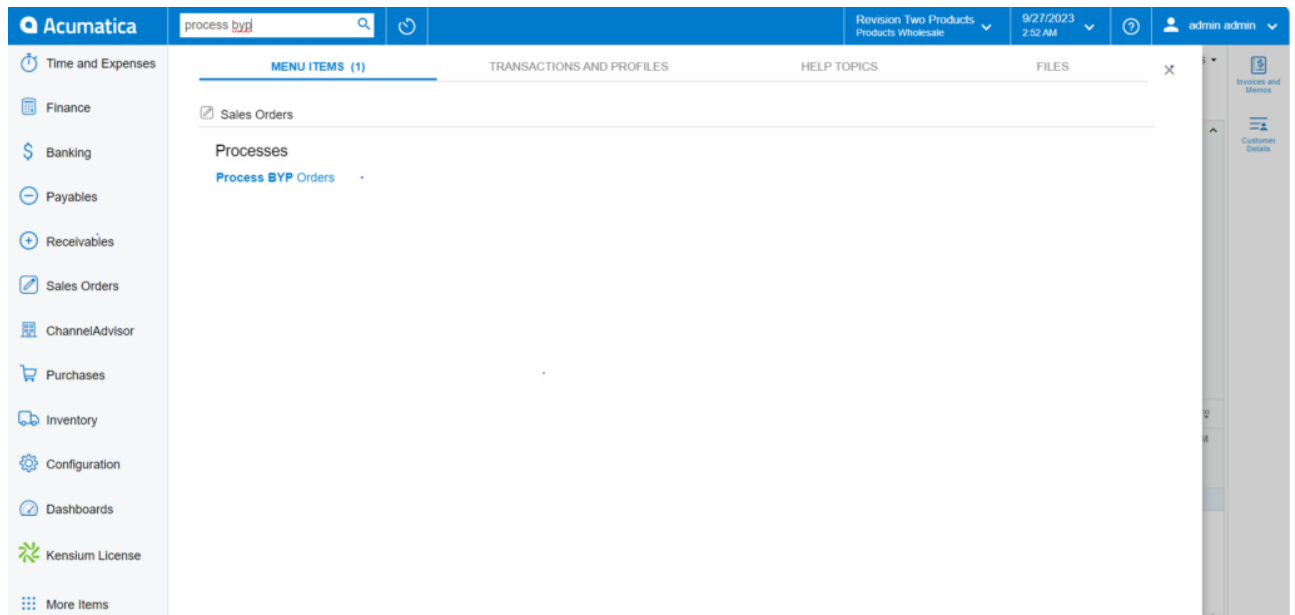 Acumatica
process byp
Revision Two Products
Products Wholesale
9/27/2023
2:52 AM
admin admin
Time and Expenses
Finance
Banking
Payables
Receivables
Sales Orders
ChannelAdvisor
Purchases
Inventory
Configuration
Dashboards
Kensium License
More Items
MENU ITEMS (1)
TRANSACTIONS AND PROFILES
HELP TOPICS
FILES
Sales Orders
Processes
Process BYP Orders
Invoices and
Memos
Customer
Details